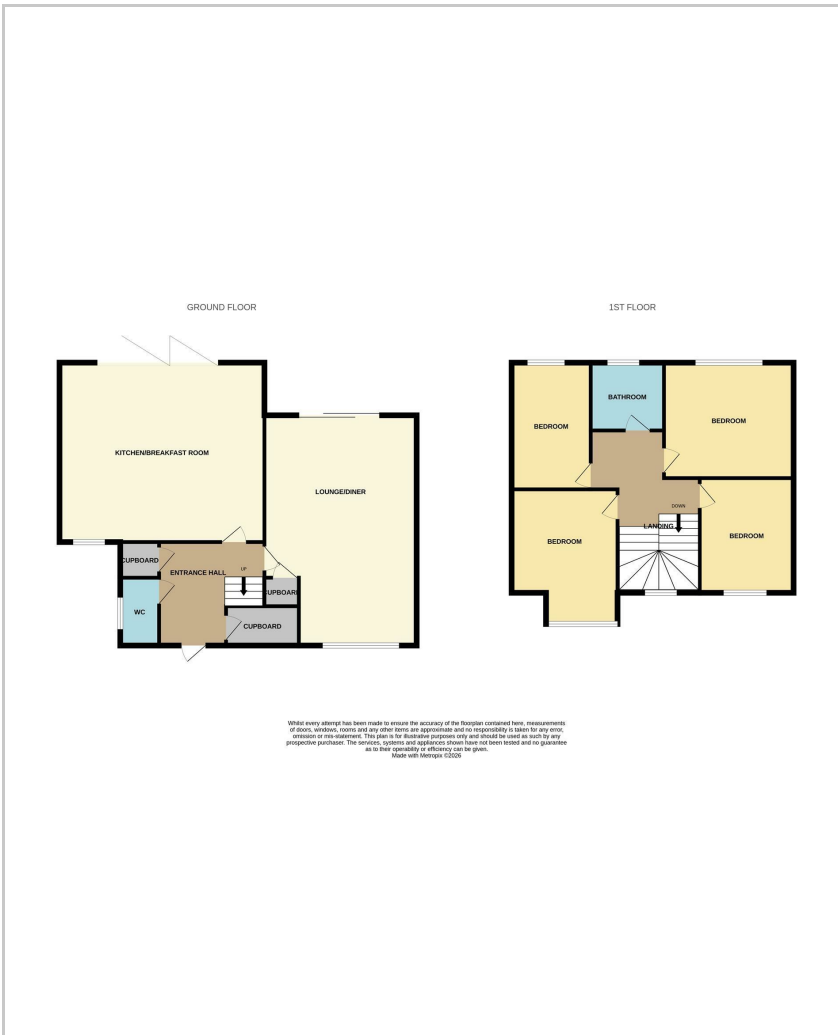 GROUND FLOOR
1ST FLOOR
KITCHEN/BREAKFAST ROOM
LOUNGE/DINER
CUPBOARD
ENTRANCE HALL
UP
CUPBOARD
WC
CUPBOARD
BATHROOM
BEDROOM
BEDROOM
DOWN
LANDING
BEDROOM
BEDROOM
Whilst every attempt has been made to ensure the accuracy of the floorplan contained here, measurements
of doors, windows, rooms and any other items are approximate and no responsibility is taken for any error,
omission or mis-statement. This plan is for illustrative purposes only and should be used as such by any
prospective purchaser. The services, systems and appliances shown have not been tested and no guarantee
as to their operability or efficiency can be given.
Made with Metropix ©2026